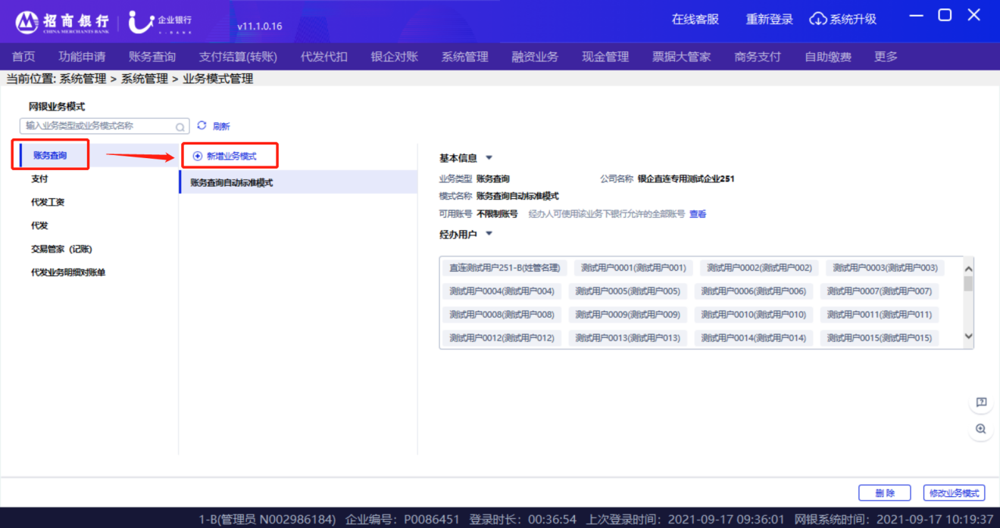 招商银行 企业银行 v11.1.0.16 在线客服 重新登录 系统升级
CHINA MERCHANTS BANK U-BANK
首页 功能申请 账务查询 支付结算(转账) 代发代扣 银企对账 系统管理 融资业务 现金管理 票据大管家 商务支付 自助缴费 更多
当前位置: 系统管理 > 系统管理 > 业务模式管理
网银业务模式
输入业务类型或业务模式名称 刷新
账务查询
支付
代发工资
代发
交易管家（记账）
代发业务明细对账单
新增业务模式
账务查询自动标准模式
基本信息
业务类型 账务查询 公司名称 银企直连专用测试企业251
模式名称 账务查询自动标准模式
可用账号 不限制账号 经办人可使用该业务下银行允许的全部账号 查看
经办用户
直连测试用户251-B(姓管名理) 测试用户0001(测试用户001) 测试用户0002(测试用户002) 测试用户0003(测试用户003)
测试用户0004(测试用户004) 测试用户0005(测试用户005) 测试用户0006(测试用户006) 测试用户0007(测试用户007)
测试用户0008(测试用户008) 测试用户0009(测试用户009) 测试用户0010(测试用户010) 测试用户0011(测试用户011)
测试用户0012(测试用户012) 测试用户0013(测试用户013) 测试用户0014(测试用户014) 测试用户0015(测试用户015)
删 除 修改业务模式
1-B(管理员 N002986184) 企业编号：P0086451 登录时长：00:36:54 上次登录时间：2021-09-17 09:36:01 网银系统时间：2021-09-17 10:19:37